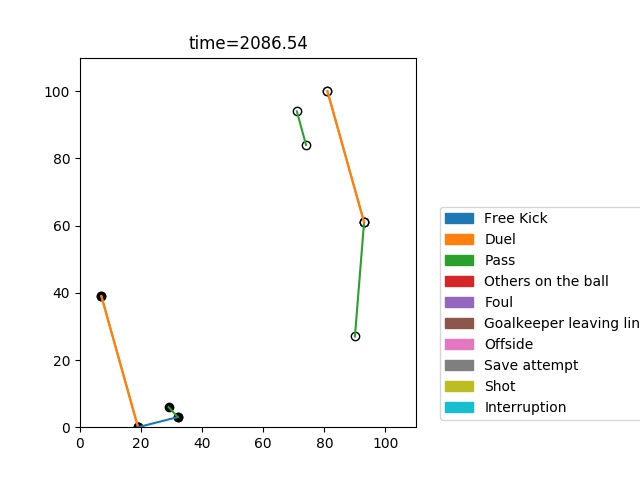 time=2086.54
100
80
60
40
20
0
0 20 40 60 80 100
Free Kick
Duel
Pass
Others on the ball
Foul
Goalkeeper leaving lin
Offside
Save attempt
Shot
Interruption